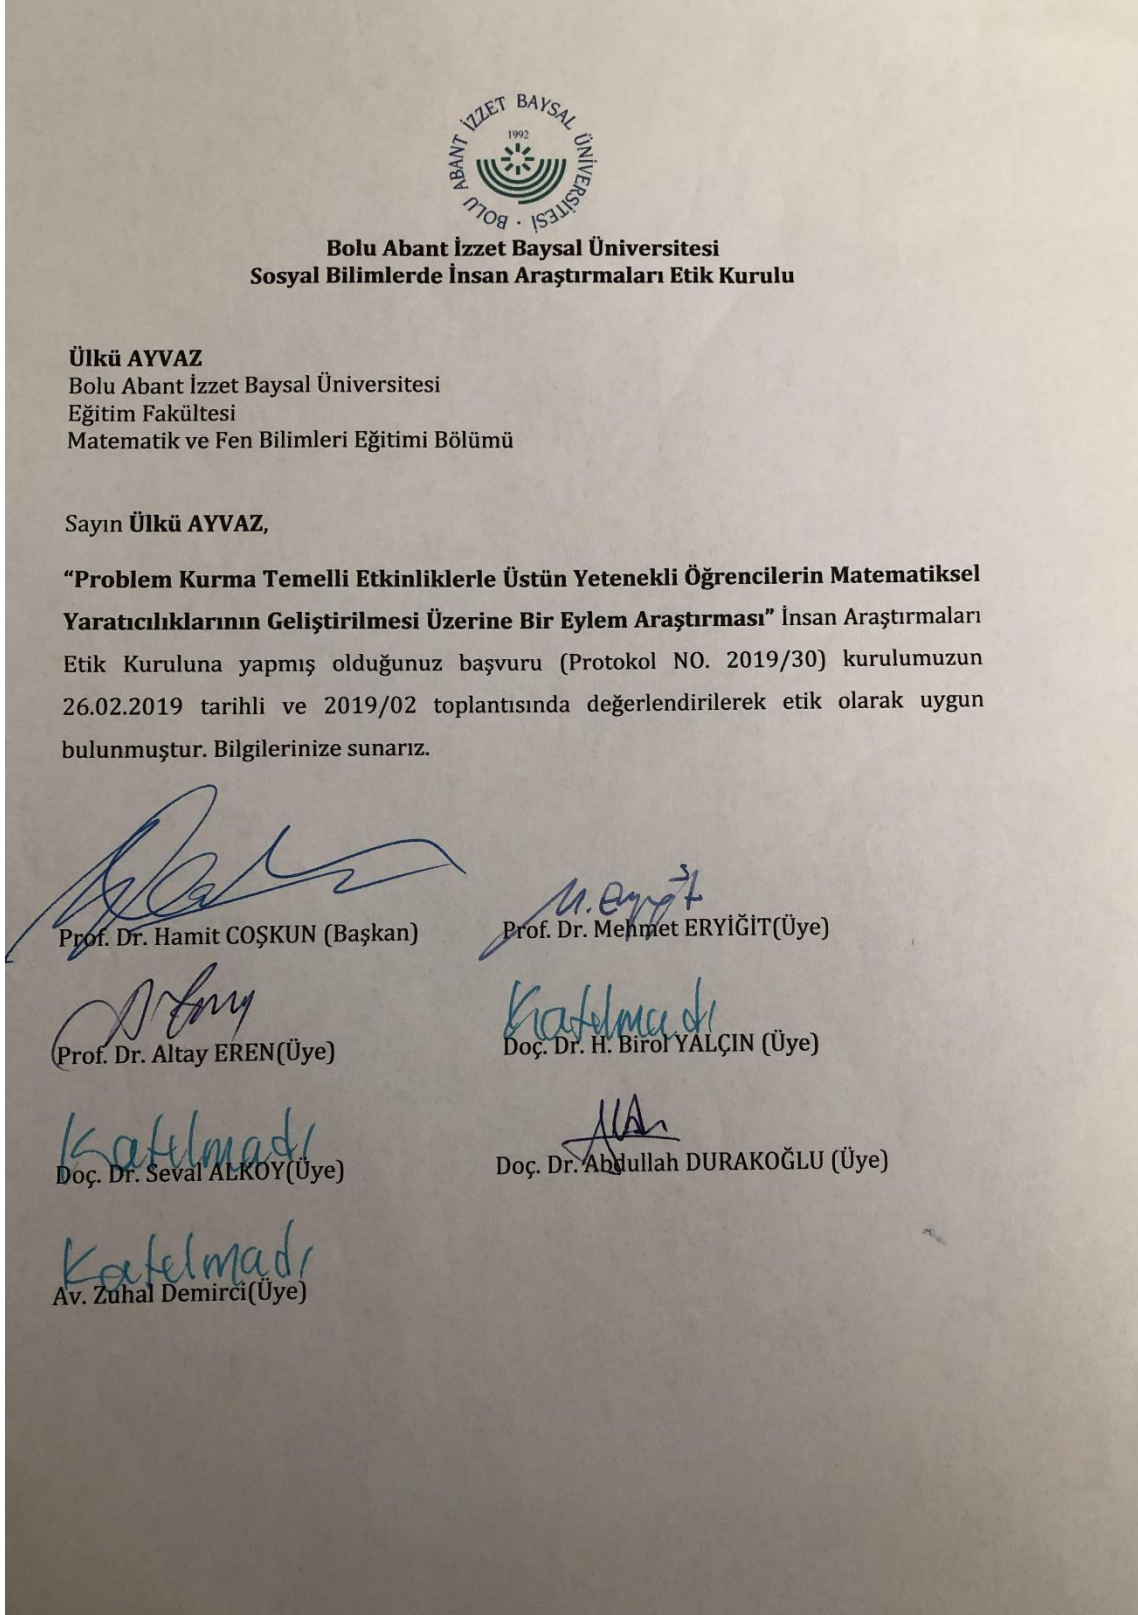 BOLU ABANT İZZET BAYSAL ÜNİVERSİTESİ ·
1992
Bolu Abant İzzet Baysal Üniversitesi
Sosyal Bilimlerde İnsan Araştırmaları Etik Kurulu
Ülkü AYVAZ
Bolu Abant İzzet Baysal Üniversitesi
Eğitim Fakültesi
Matematik ve Fen Bilimleri Eğitimi Bölümü
Sayın Ülkü AYVAZ,
“Problem Kurma Temelli Etkinliklerle Üstün Yetenekli Öğrencilerin Matematiksel
Yaratıcılıklarının Geliştirilmesi Üzerine Bir Eylem Araştırması” İnsan Araştırmaları
Etik Kuruluna yapmış olduğunuz başvuru (Protokol NO. 2019/30) kurulumuzun
26.02.2019 tarihli ve 2019/02 toplantısında değerlendirilerek etik olarak uygun
bulunmuştur. Bilgilerinize sunarız.
M. Eryiğit
Prof. Dr. Hamit COŞKUN (Başkan)
Prof. Dr. Mehmet ERYİĞİT(Üye)
Katılmadı
Prof. Dr. Altay EREN(Üye)
Doç. Dr. H. Birol YALÇIN (Üye)
Katılmadı
Doç. Dr. Seval ALKOY(Üye)
Doç. Dr. Abdullah DURAKOĞLU (Üye)
Katılmadı
Av. Zuhal Demirci(Üye)